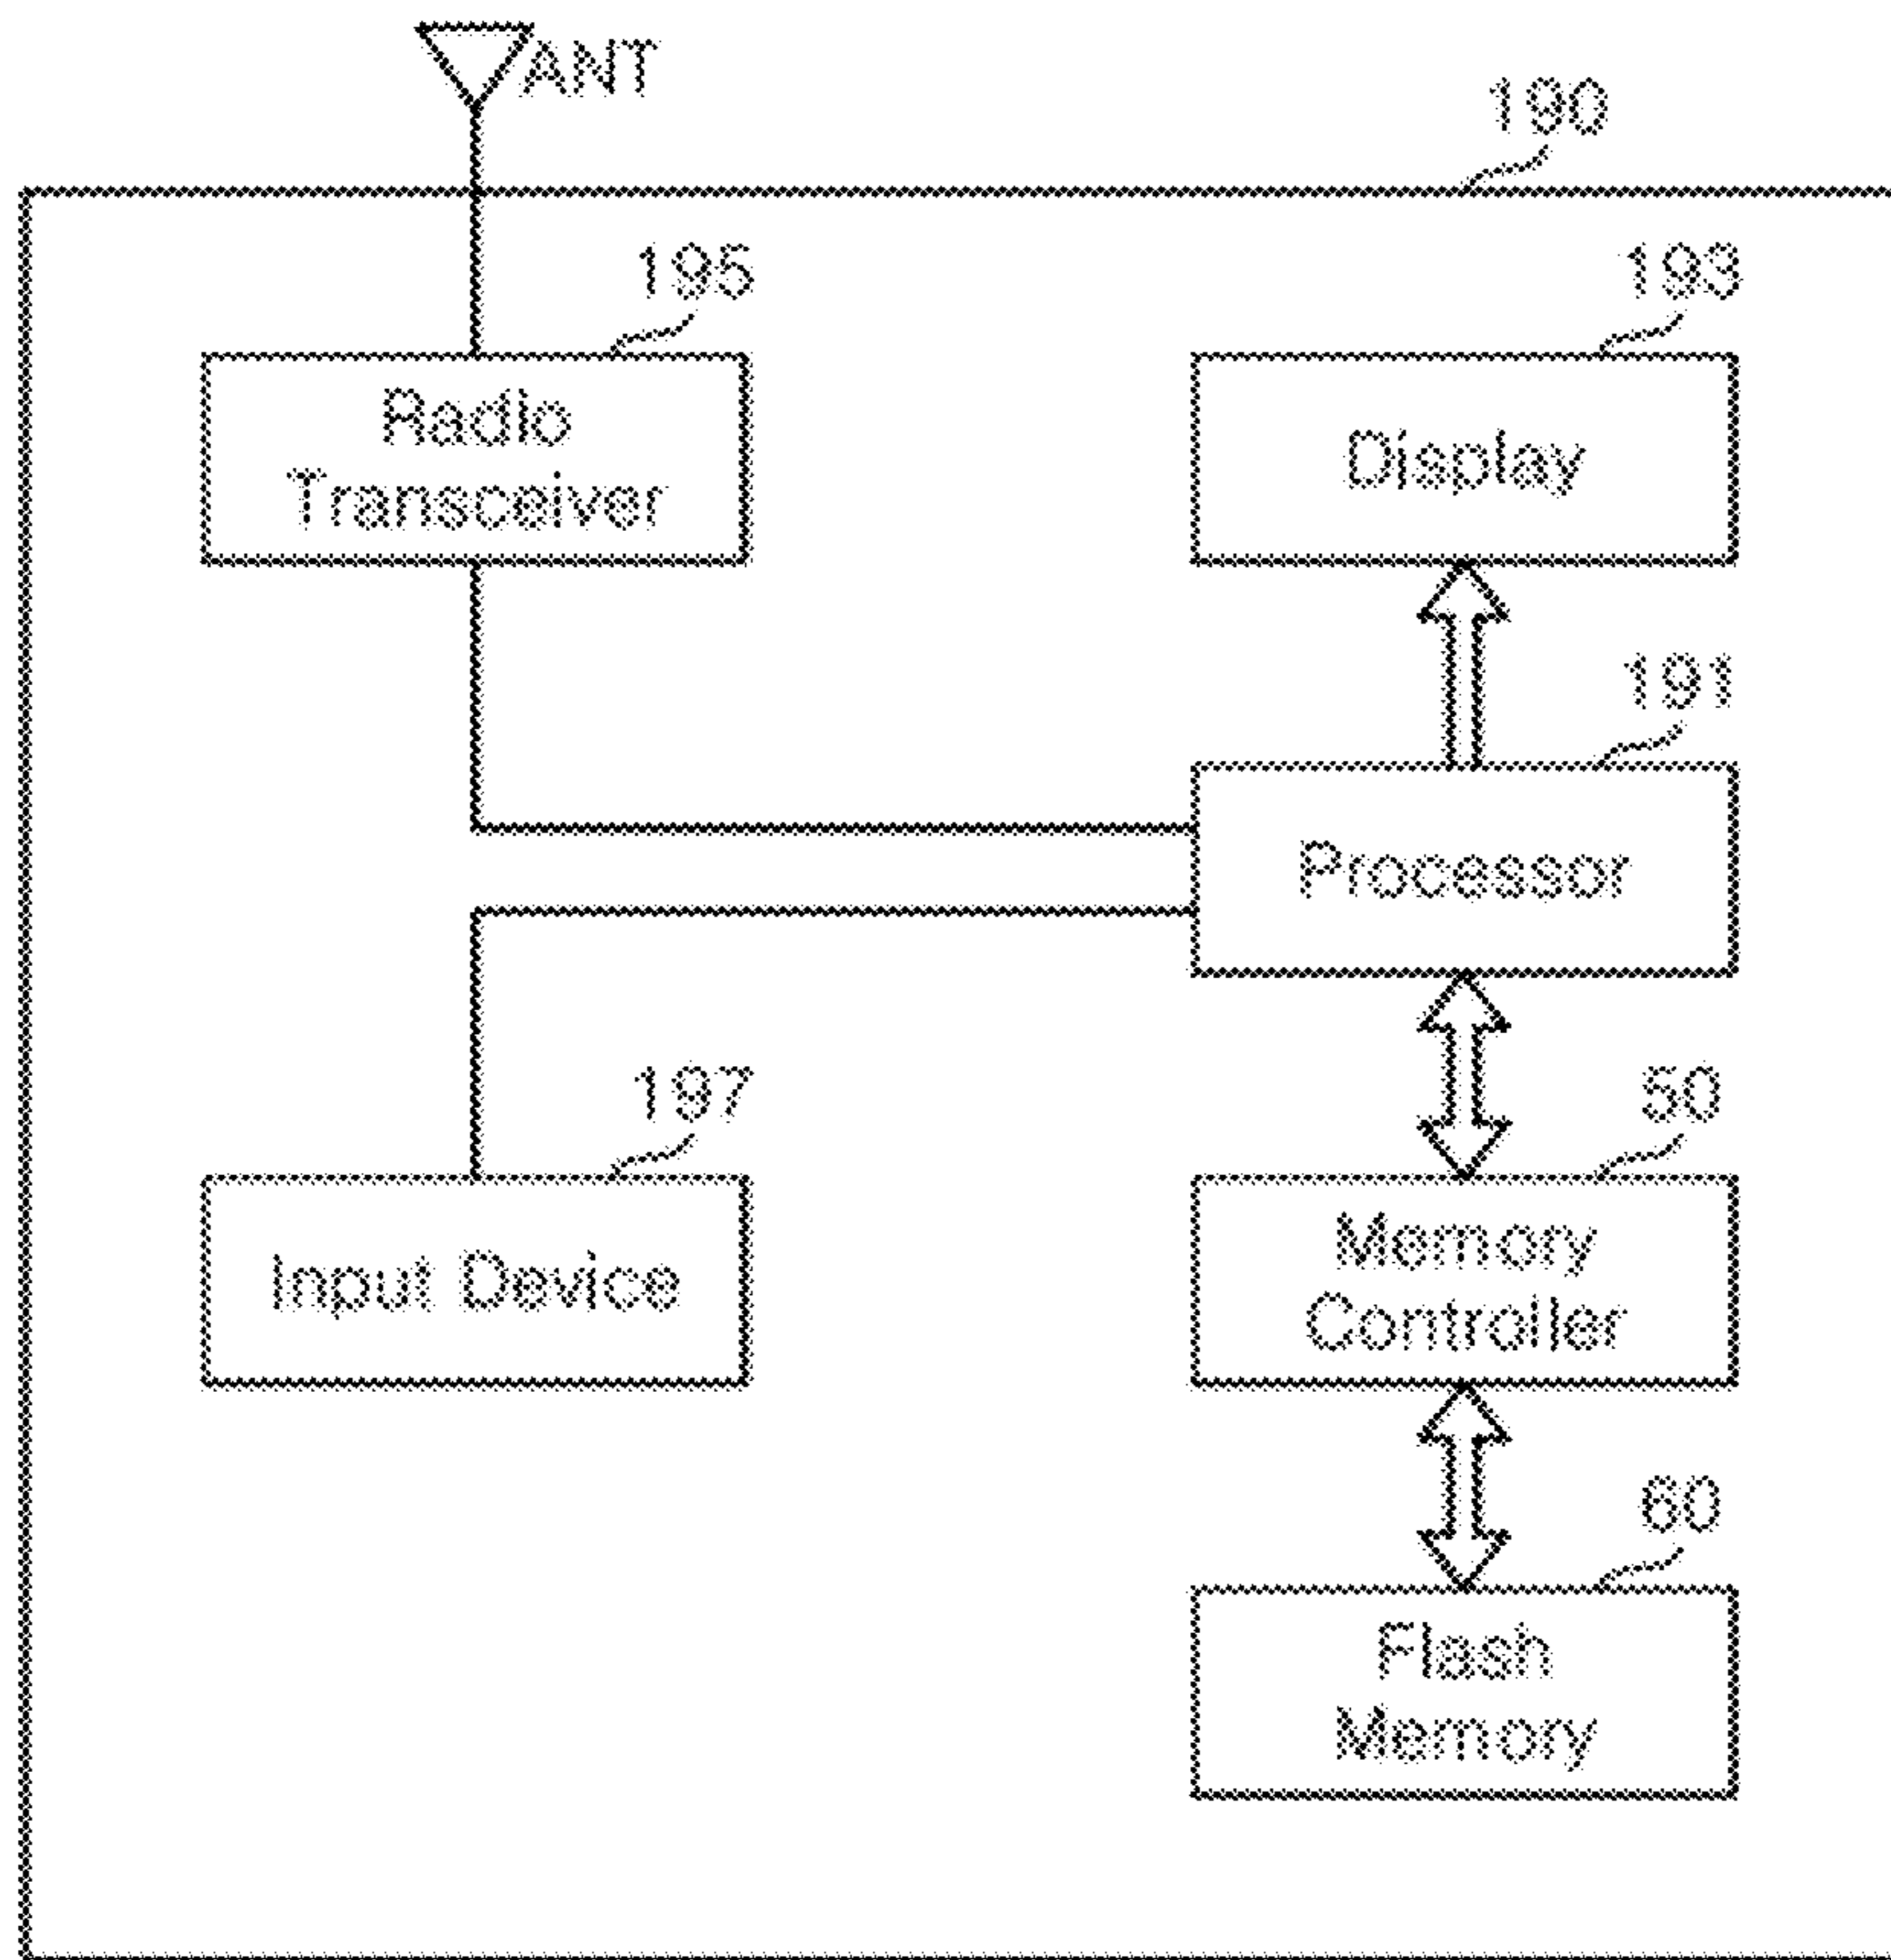 ANT
190
195
193
Radio
Transceiver
Display
191
Processor
197
50
Input Device
Memory
Controller
60
Flash
Memory